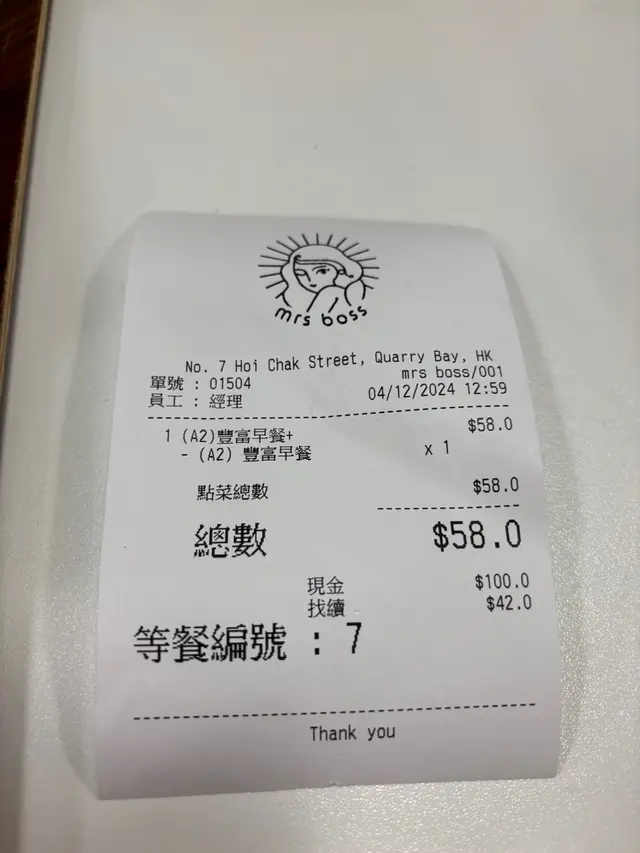 mrs boss
No. 7 Hoi Chak Street, Quarry Bay, HK
單號 : 01504 mrs boss/001
員工 : 經理 04/12/2024 12:59
1 (A2)豐富早餐+ $58.0
- (A2) 豐富早餐 x 1
點菜總數 $58.0
總數 $58.0
現金 $100.0
找續 $42.0
等餐編號 : 7
Thank you